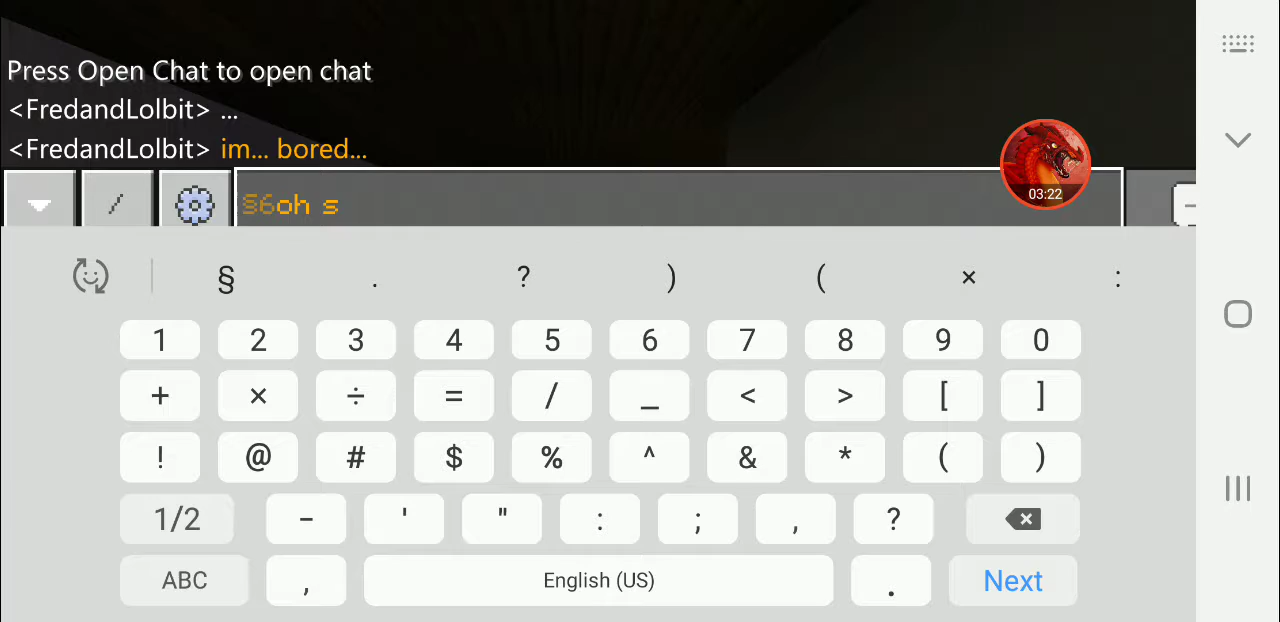 Press Open Chat to open chat
<FredandLolbit> ...
<FredandLolbit> im... bored...
/
§6oh s
03:22
§ . ? ) ( × :
1 2 3 4 5 6 7 8 9 0
+ × ÷ = / _ < > [ ]
! @ # $ % ^ & * ( )
1/2 - ' " : ; , ?
ABC , English (US) . Next